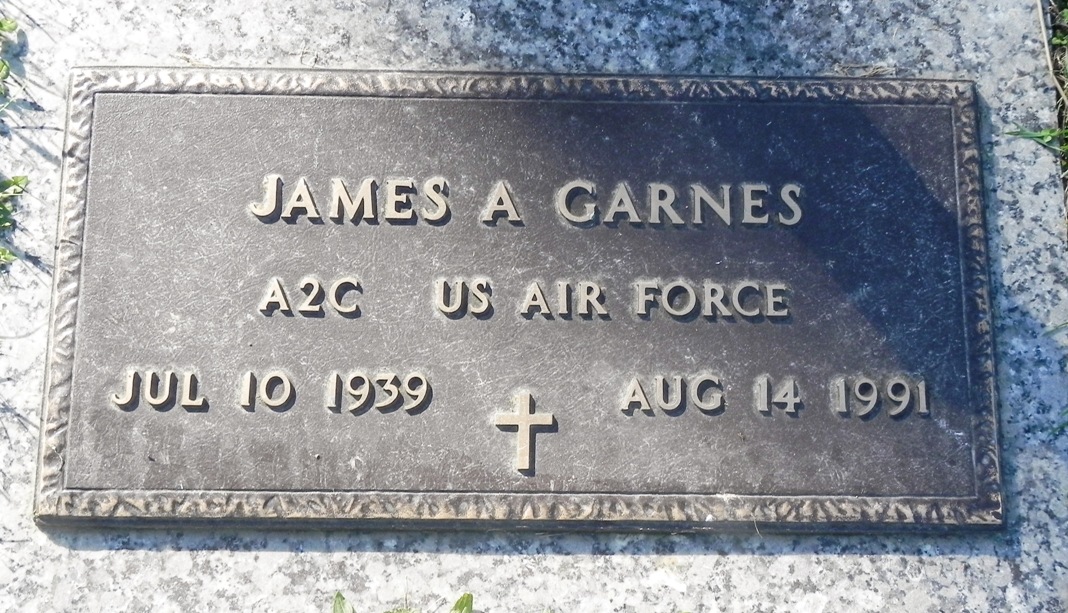 JAMES A GARNES
A2C US AIR FORCE
JUL 10 1939 AUG 14 1991